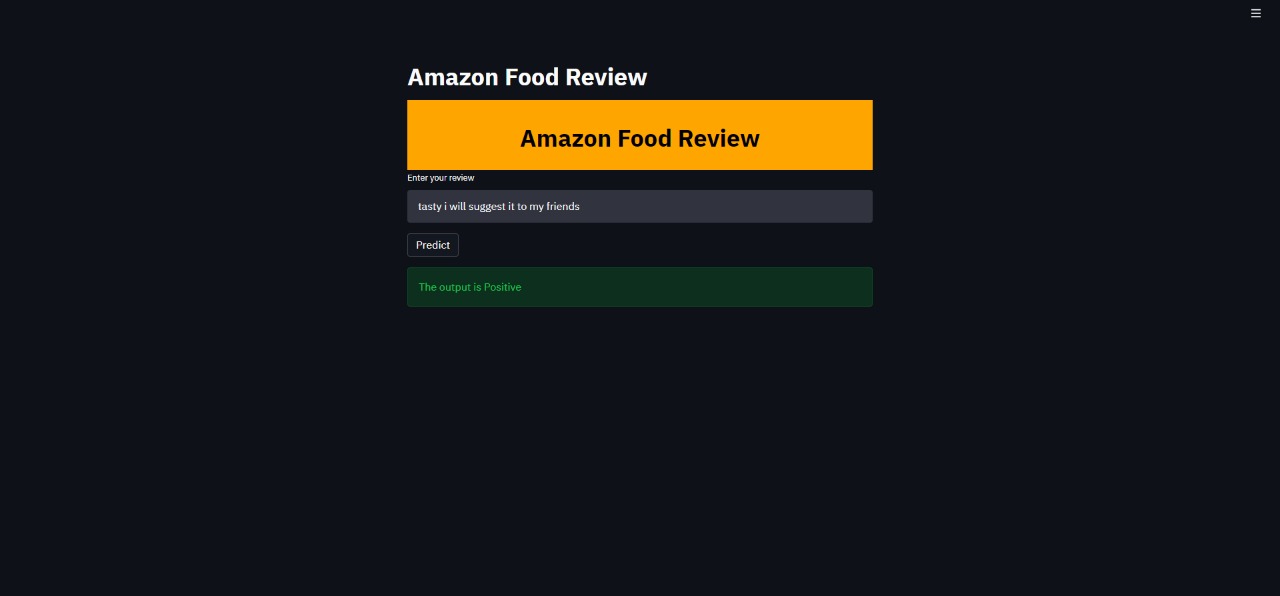 Amazon Food Review
Amazon Food Review
Enter your review
tasty i will suggest it to my friends
Predict
The output is Positive